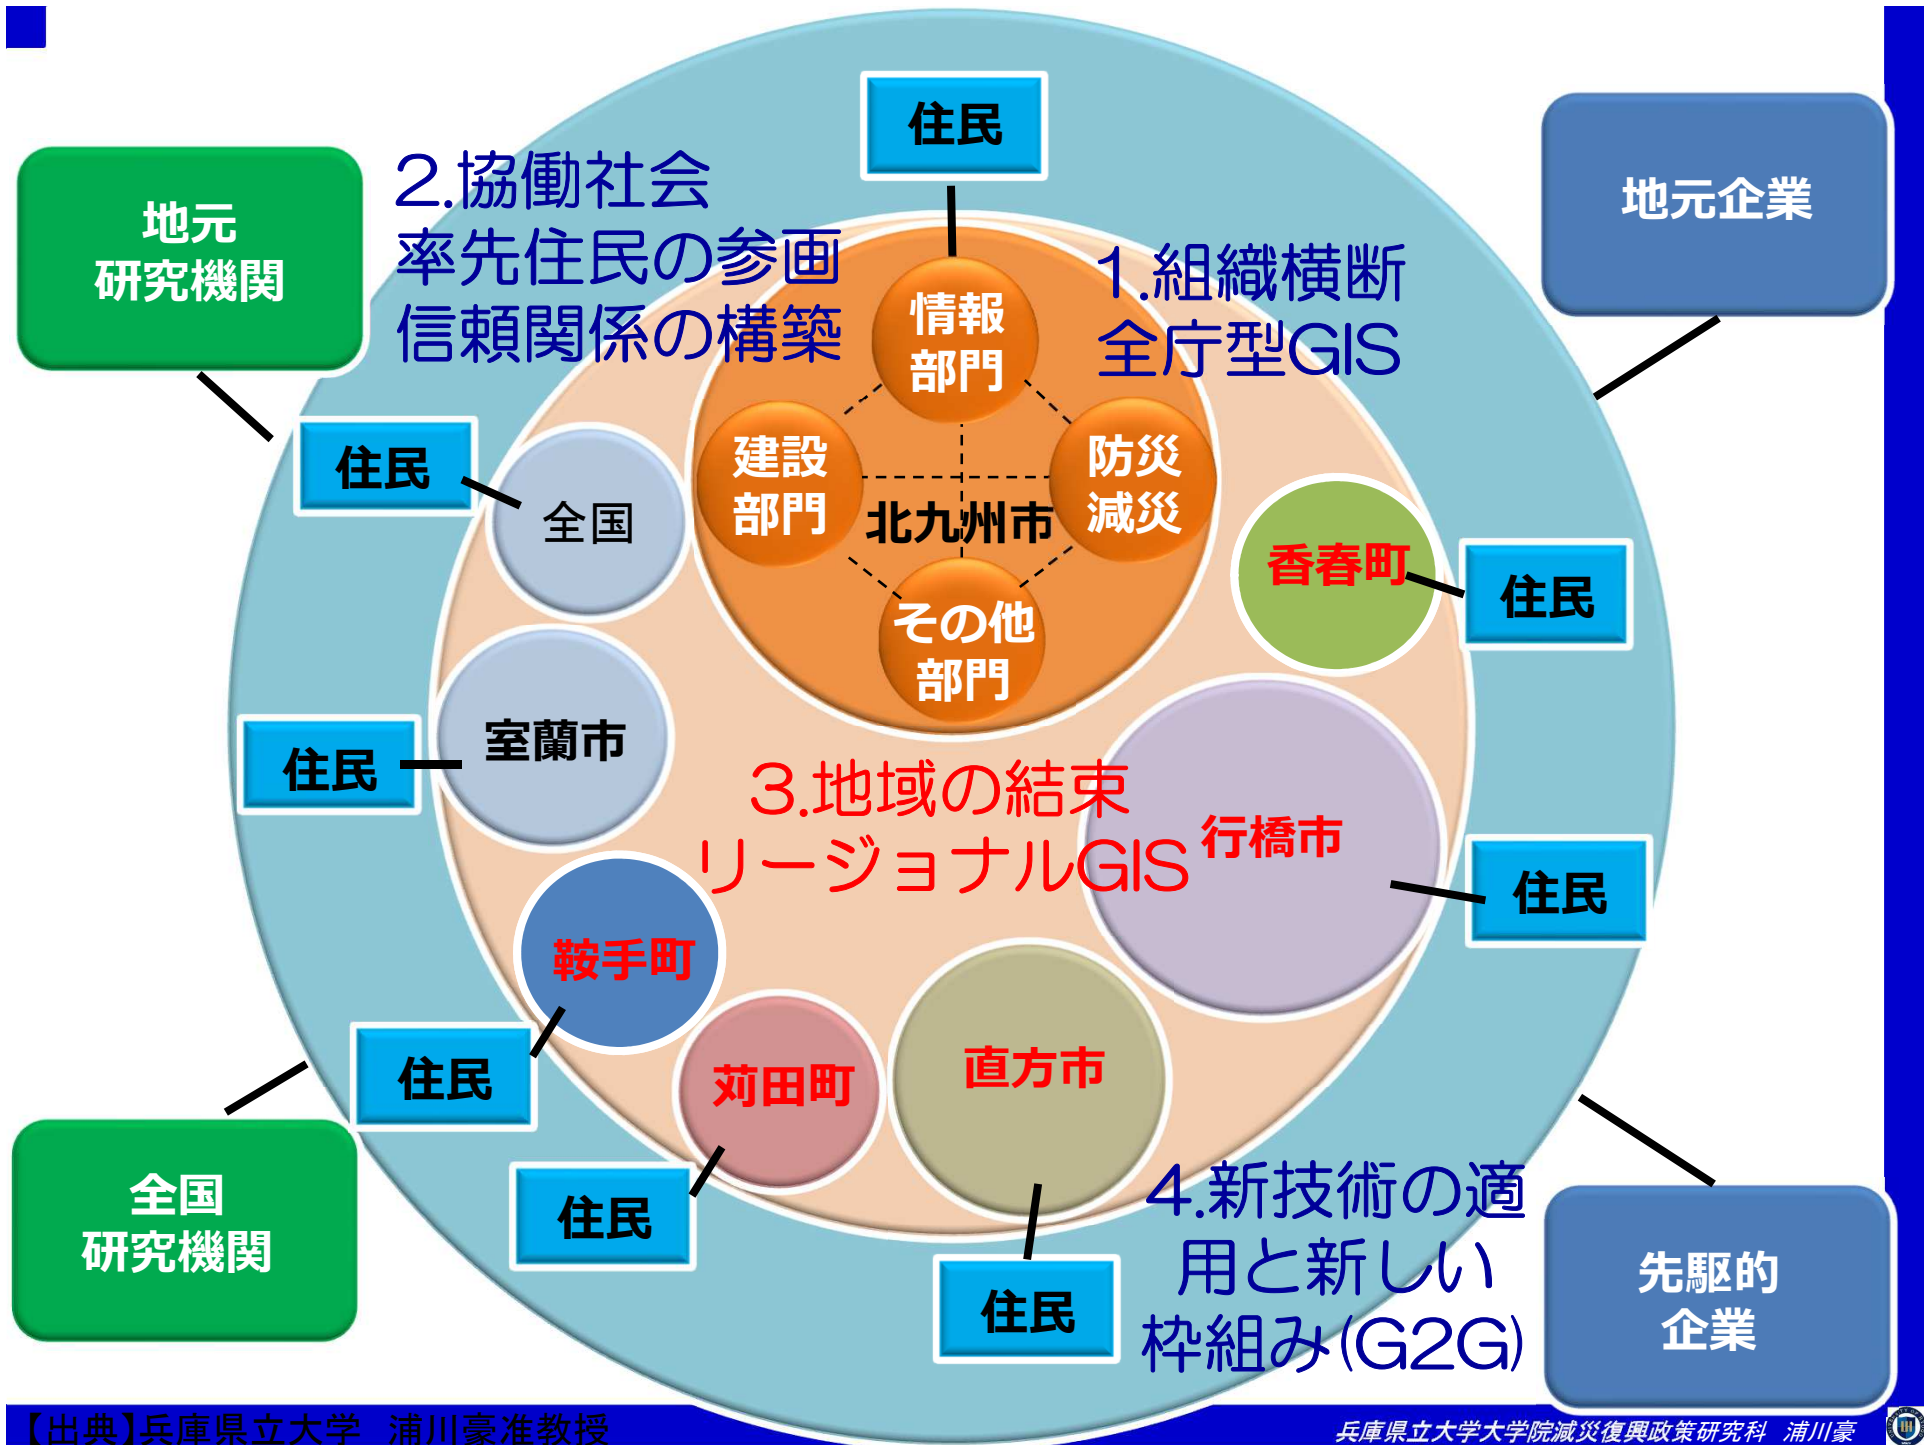 住民
地元
研究機関
地元企業
2.協働社会
率先住民の参画
信頼関係の構築
1.組織横断
全庁型GIS
情報
部門
建設
部門
防災
減災
北九州市
その他
部門
住民
全国
香春町
住民
室蘭市
住民
3.地域の結束
リージョナルGIS
行橋市
住民
鞍手町
住民
苅田町
住民
直方市
住民
全国
研究機関
4.新技術の適
用と新しい
枠組み(G2G)
先駆的
企業
【出典】兵庫県立大学 浦川豪准教授
兵庫県立大学大学院減災復興政策研究科 浦川豪